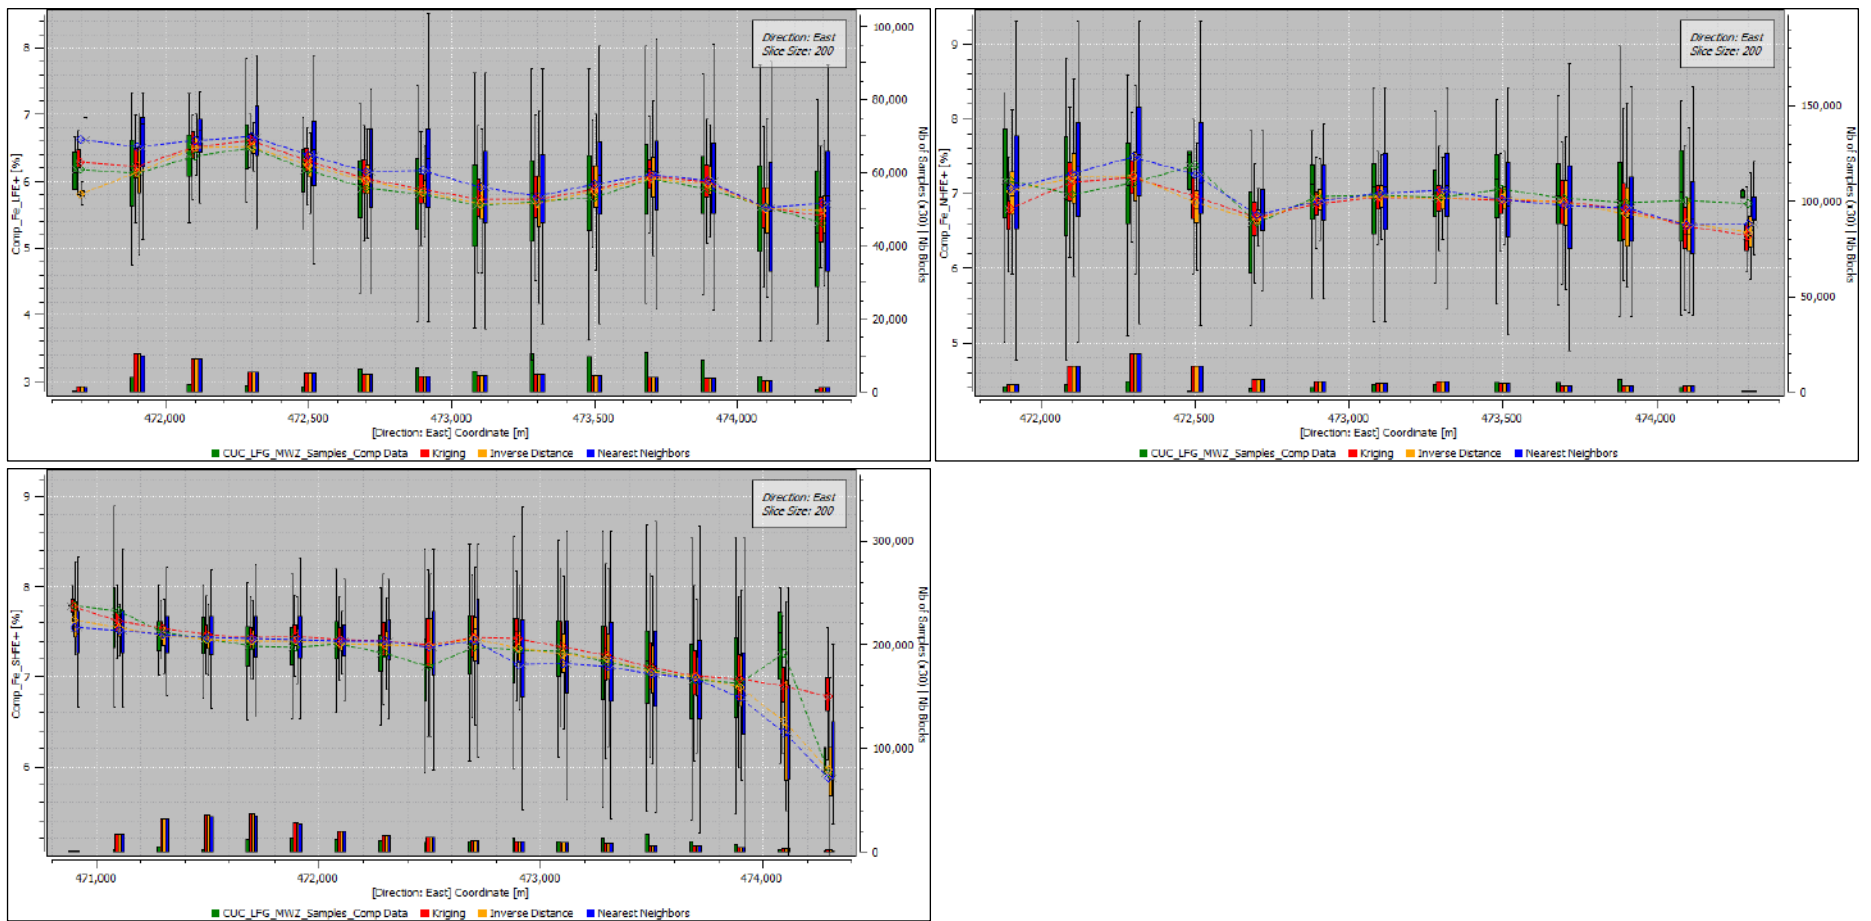 Direction: East
Slice Size: 200
Comp_Fe_LFE+ [%]
8
7
6
5
4
3
100,000
80,000
60,000
40,000
20,000
0
Nb of Samples (x30) | Nb Blocks
472,000
472,500
473,000
473,500
474,000
[Direction: East] Coordinate [m]
CUC_LFG_MWZ_Samples_Comp Data Kriging Inverse Distance Nearest Neighbors
Direction: East
Slice Size: 200
Comp_Fe_NHFE+ [%]
9
8
7
6
5
150,000
100,000
50,000
0
Nb of Samples (x30) | Nb Blocks
472,000
472,500
473,000
473,500
474,000
[Direction: East] Coordinate [m]
CUC_LFG_MWZ_Samples_Comp Data Kriging Inverse Distance Nearest Neighbors
Direction: East
Slice Size: 200
Comp_Fe_SHFE+ [%]
9
8
7
6
300,000
200,000
100,000
0
Nb of Samples (x30) | Nb Blocks
471,000
472,000
473,000
474,000
[Direction: East] Coordinate [m]
CUC_LFG_MWZ_Samples_Comp Data Kriging Inverse Distance Nearest Neighbors